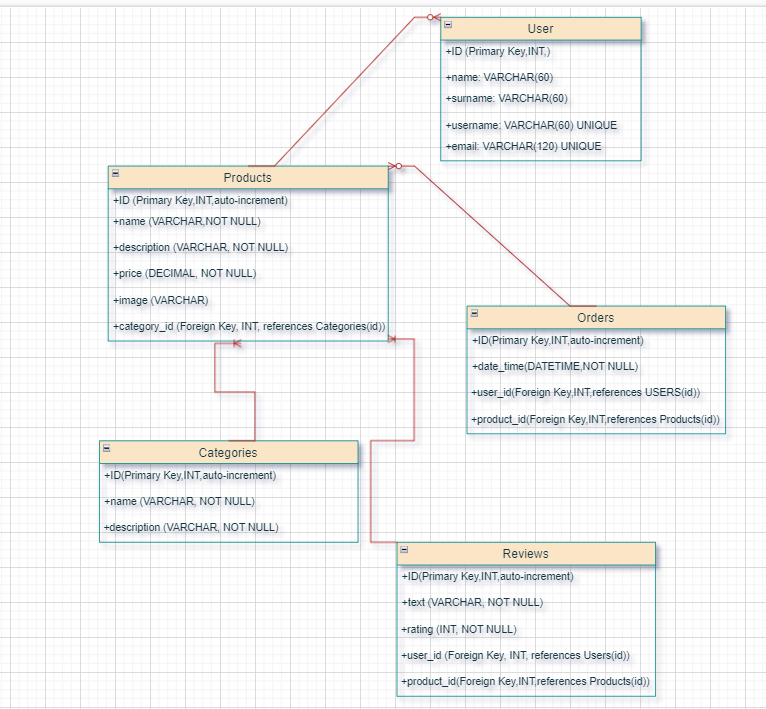 User
+ID (Primary Key,INT,)
+name: VARCHAR(60)
+surname: VARCHAR(60)
+username: VARCHAR(60) UNIQUE
+email: VARCHAR(120) UNIQUE
Products
+ID (Primary Key,INT,auto-increment)
+name (VARCHAR,NOT NULL)
+description (VARCHAR, NOT NULL)
+price (DECIMAL, NOT NULL)
+image (VARCHAR)
+category_id (Foreign Key, INT, references Categories(id))
Orders
+ID(Primary Key,INT,auto-increment)
+date_time(DATETIME,NOT NULL)
+user_id(Foreign Key,INT,references USERS(id))
+product_id(Foreign Key,INT,references Products(id))
Categories
+ID(Primary Key,INT,auto-increment)
+name (VARCHAR, NOT NULL)
+description (VARCHAR, NOT NULL)
Reviews
+ID(Primary Key,INT,auto-increment)
+text (VARCHAR, NOT NULL)
+rating (INT, NOT NULL)
+user_id (Foreign Key, INT, references Users(id))
+product_id(Foreign Key,INT,references Products(id))